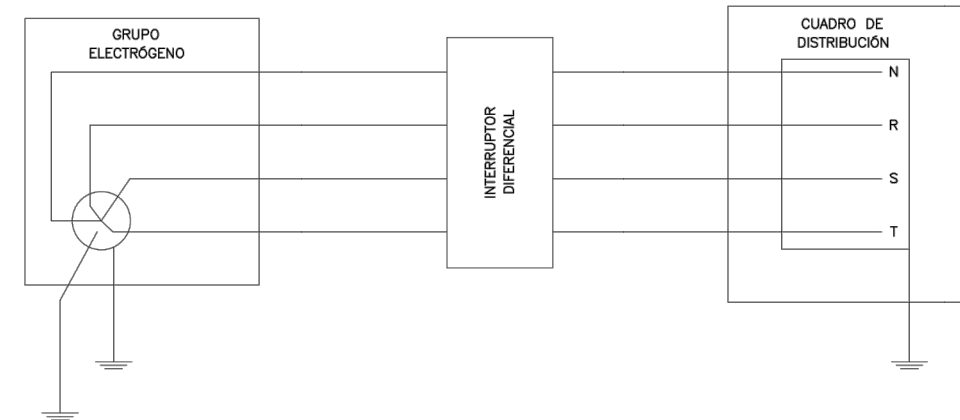 GRUPO
ELECTRÓGENO
CUADRO DE
DISTRIBUCIÓN
INTERRUPTOR
DIFERENCIAL
N
R
S
T